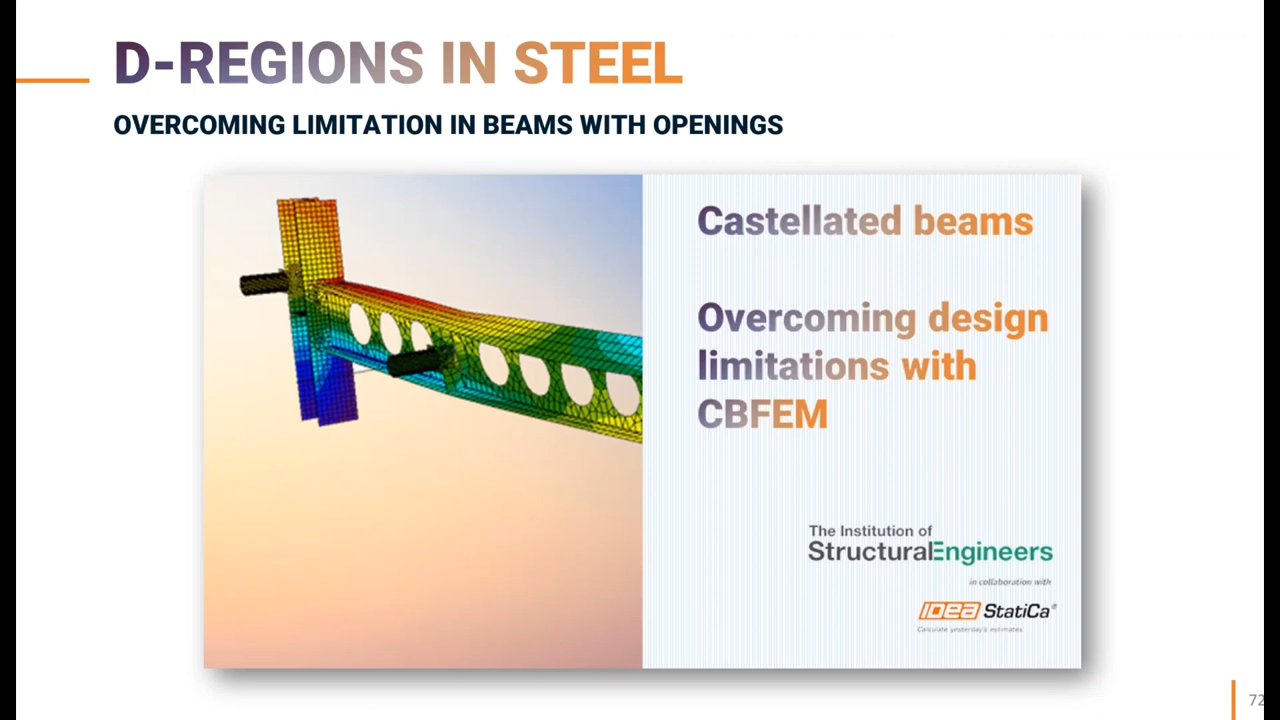 D-REGIONS IN STEEL
OVERCOMING LIMITATION IN BEAMS WITH OPENINGS
Castellated beams
Overcoming design
limitations with
CBFEM
The Institution of
StructuralEngineers
in collaboration with
IDEA StatiCa®
Calculate yesterday's estimates
72